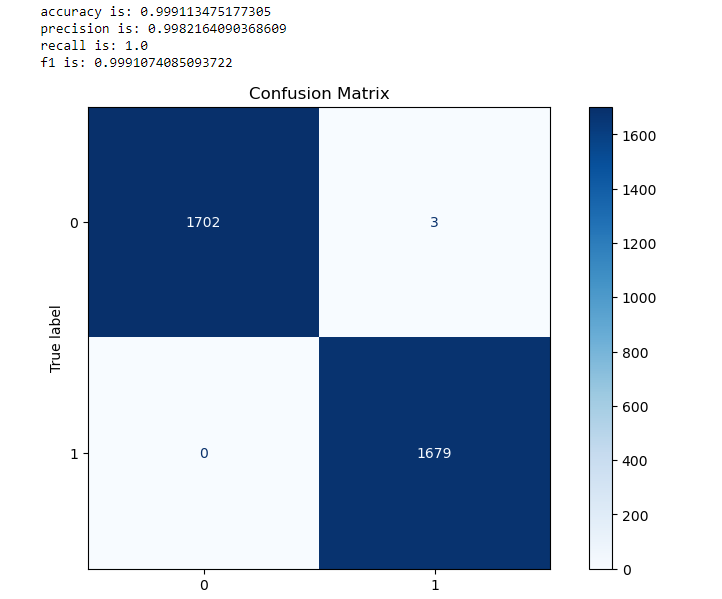 accuracy is: 0.999113475177305
precision is: 0.9982164090368609
recall is: 1.0
f1 is: 0.9991074085093722
Confusion Matrix
1600
1400
1200
1000
800
600
400
200
0
0
1702
3
True label
1
0
1679
0
1